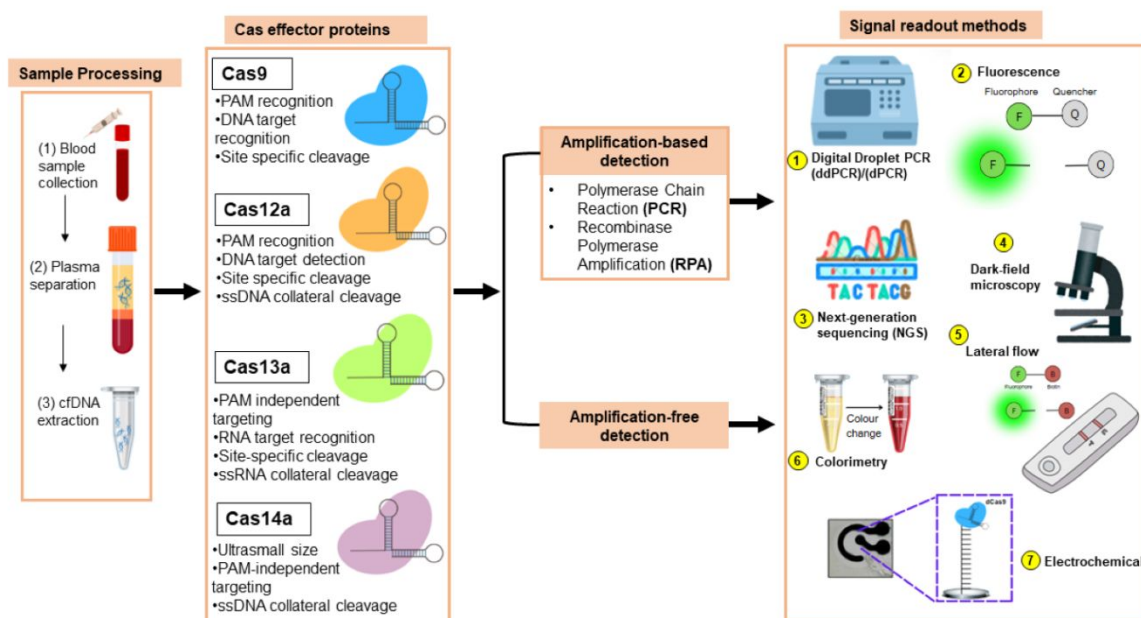 Sample Processing
(1) Blood
sample
collection
(2) Plasma
separation
(3) cfDNA
extraction
Cas effector proteins
Cas9
•PAM recognition
•DNA target
recognition
•Site specific cleavage
Cas12a
•PAM recognition
•DNA target detection
•Site specific cleavage
•ssDNA collateral cleavage
Cas13a
•PAM independent
targeting
•RNA target recognition
•Site-specific cleavage
•ssRNA collateral cleavage
Cas14a
•Ultrasmall size
•PAM-independent
targeting
•ssDNA collateral cleavage
Amplification-based
detection
• Polymerase Chain
Reaction (PCR)
• Recombinase
Polymerase
Amplification (RPA)
Amplification-free
detection
Signal readout methods
1 Digital Droplet PCR
(ddPCR)/(dPCR)
2 Fluorescence
Fluorophore Quencher
F Q
F Q
TAC TACG
3 Next-generation
sequencing (NGS)
4
Dark-field
microscopy
5
Lateral flow
F B
Fluorophore Biotin
F B
Colour
change
6 Colorimetry
dCas9
7 Electrochemical